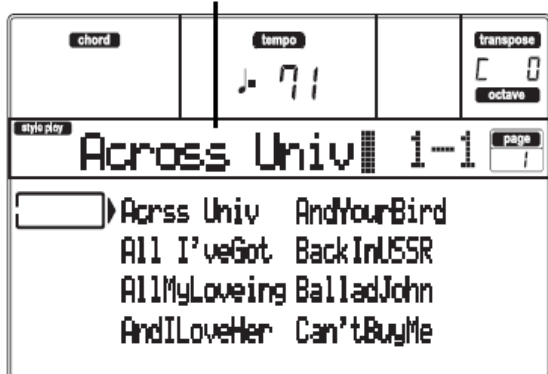 chord tempo transpose
♩. 71 C 0
octave
style play
Across Univ 1-1 page 1
Acrss Univ AndYourBird
All I'veGot BackInUSSR
AllMyLoveing BalladJohn
AndILoveHer Can'tBuyMe